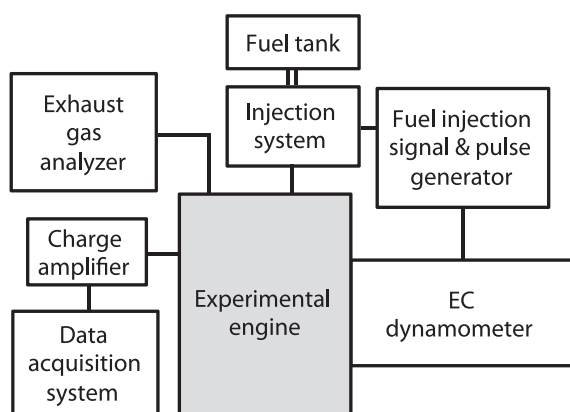 Fuel tank
Exhaust
gas
analyzer
Injection
system
Fuel injection
signal & pulse
generator
Charge
amplifier
Experimental
engine
EC
dynamometer
Data
acquisition
system